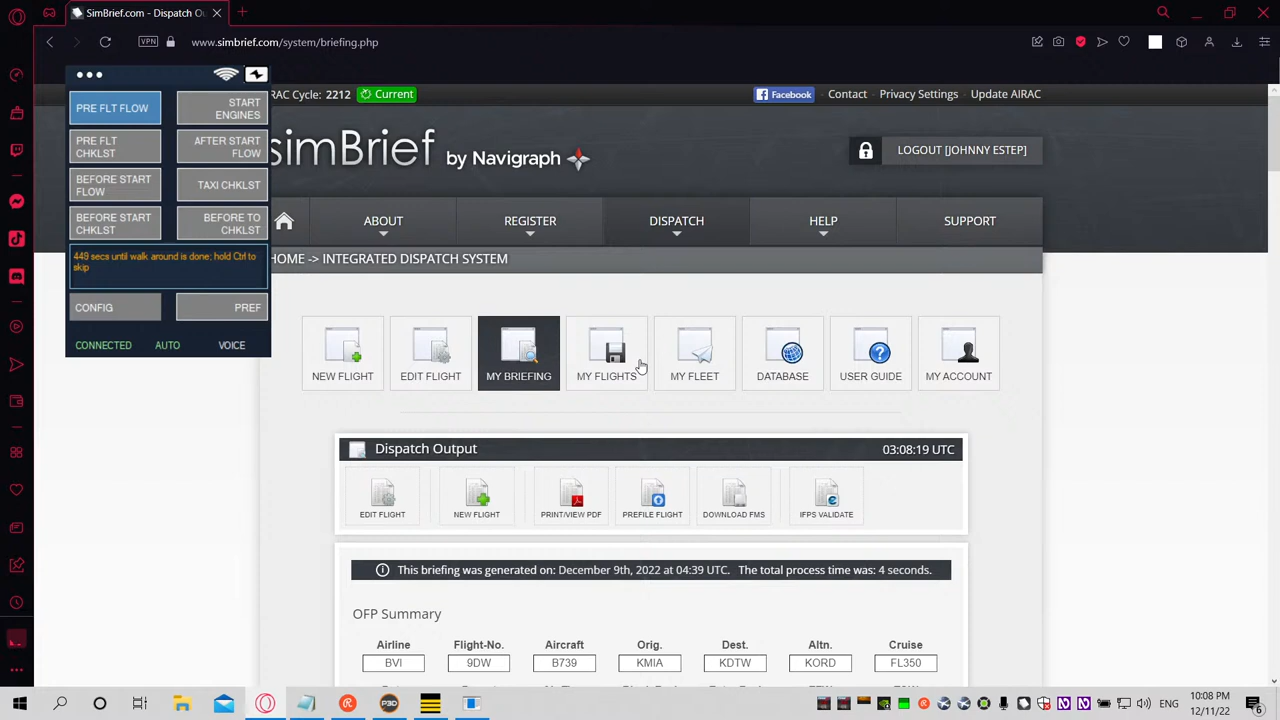 SimBrief.com - Dispatch Ou
VPN
www.simbrief.com/system/briefing.php
RAC Cycle: 2212
Current
Facebook
Contact
Privacy Settings
Update AIRAC
simBrief
by Navigraph
LOGOUT [JOHNNY ESTEP]
ABOUT
REGISTER
DISPATCH
HELP
SUPPORT
HOME -> INTEGRATED DISPATCH SYSTEM
PRE FLT FLOW
START
ENGINES
PRE FLT
CHKLST
AFTER START
FLOW
BEFORE START
FLOW
TAXI CHKLST
BEFORE START
CHKLST
BEFORE TO
CHKLST
449 secs until walk around is done; hold Ctrl to
skip
CONFIG
PREF
CONNECTED
AUTO
VOICE
NEW FLIGHT
EDIT FLIGHT
MY BRIEFING
MY FLIGHTS
MY FLEET
DATABASE
USER GUIDE
MY ACCOUNT
Dispatch Output
03:08:19 UTC
EDIT FLIGHT
NEW FLIGHT
PRINT/VIEW PDF
PREFILE FLIGHT
DOWNLOAD FMS
IFPS VALIDATE
This briefing was generated on: December 9th, 2022 at 04:39 UTC. The total process time was: 4 seconds.
OFP Summary
Airline
Flight-No.
Aircraft
Orig.
Dest.
Altn.
Cruise
BVI
9DW
B739
KMIA
KDTW
KORD
FL350
P3D
ENG
10:08 PM
12/11/22
6